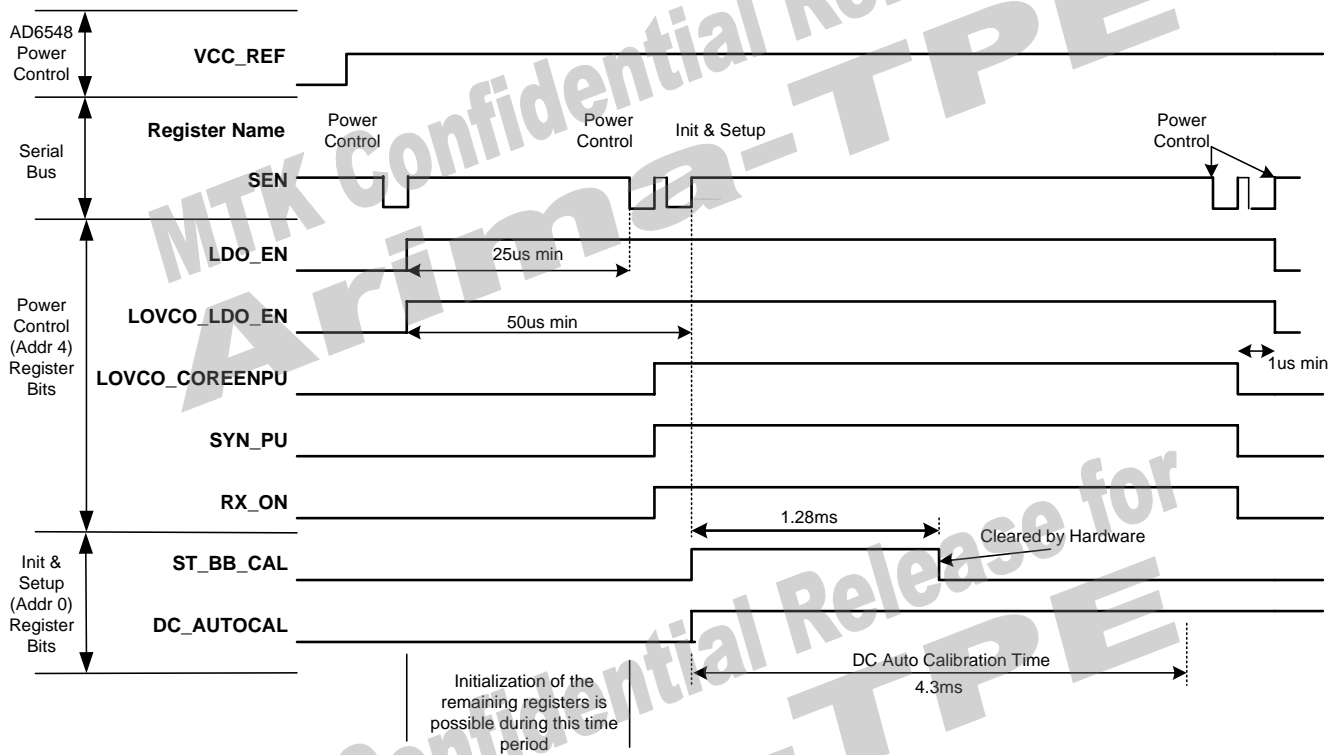 MTK Confidential Release for
Arima-TPE
AD6548
Power
Control
VCC_REF
Serial
Bus
Register Name
Power
Control
Power
Control
Init & Setup
Power
Control
SEN
Power
Control
(Addr 4)
Register
Bits
LDO_EN
25us min
LOVCO_LDO_EN
50us min
LOVCO_COREENPU
1us min
SYN_PU
RX_ON
1.28ms
Cleared by Hardware
Init &
Setup
(Addr 0)
Register
Bits
ST_BB_CAL
DC_AUTOCAL
DC Auto Calibration Time
4.3ms
Initialization of the
remaining registers is
possible during this time
period
Confidential Release for
TPE